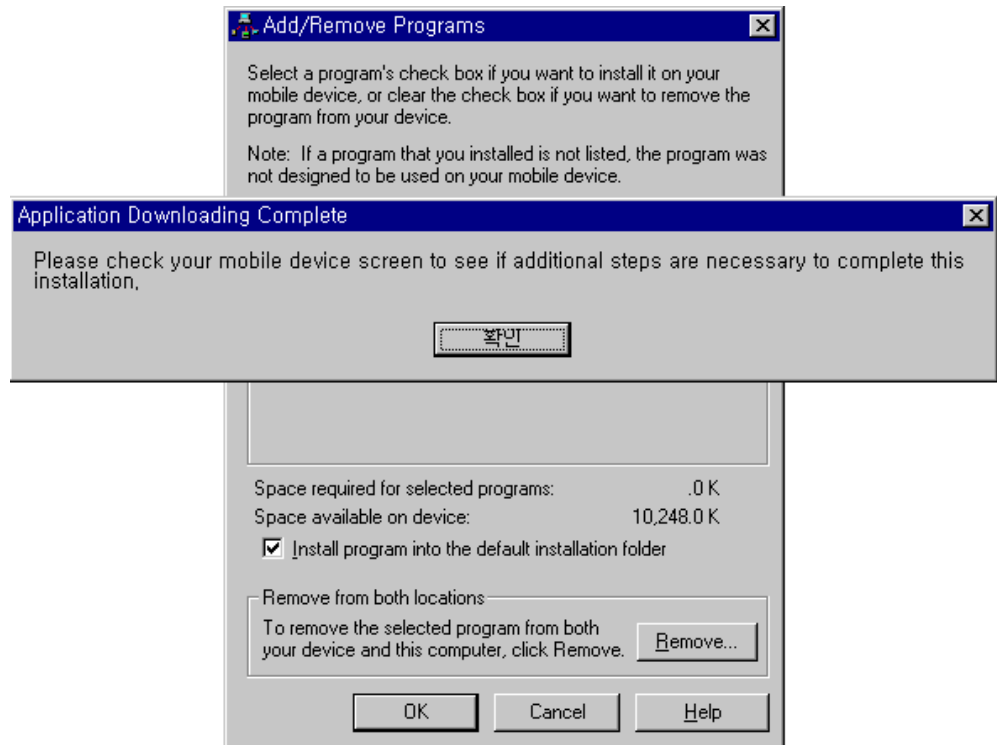 Add/Remove Programs
Select a program's check box if you want to install it on your
mobile device, or clear the check box if you want to remove the
program from your device.
Note: If a program that you installed is not listed, the program was
not designed to be used on your mobile device.
Application Downloading Complete
Please check your mobile device screen to see if additional steps are necessary to complete this
installation,
확인
Space required for selected programs: .0 K
Space available on device: 10,248.0 K
Install program into the default installation folder
Remove from both locations
To remove the selected program from both
your device and this computer, click Remove.
Remove...
OK Cancel Help